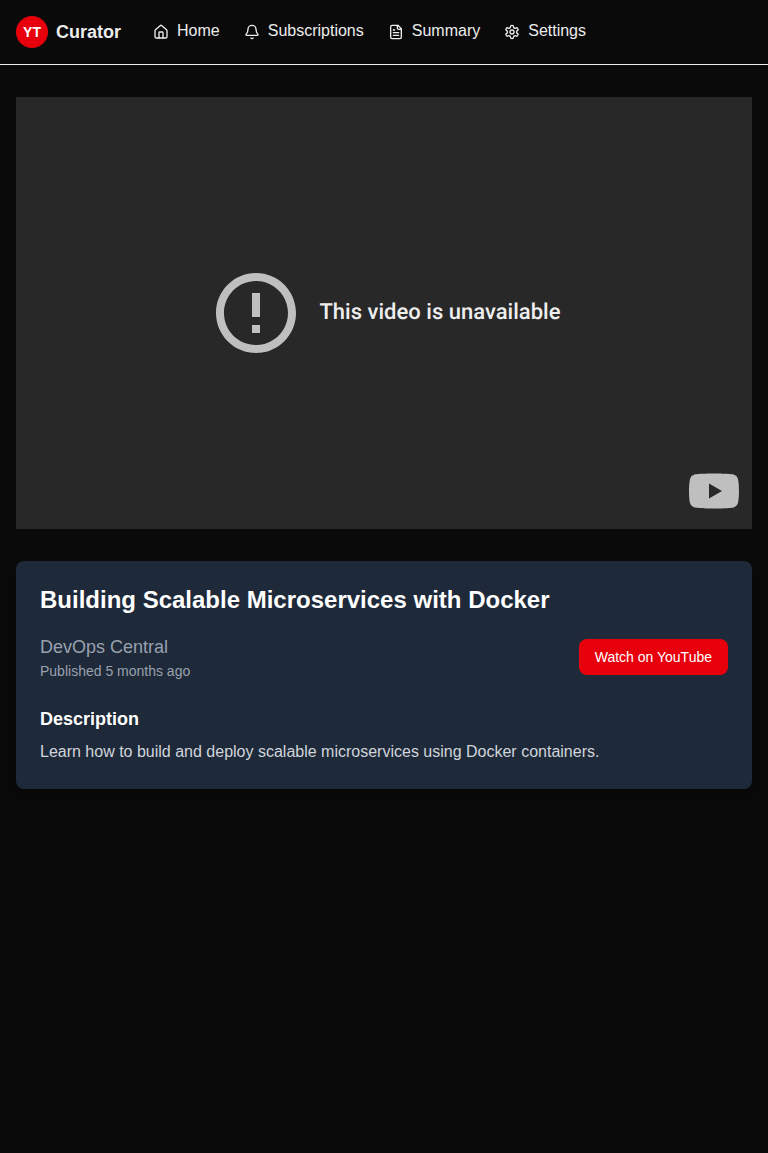 YT Curator Home Subscriptions Summary Settings
This video is unavailable
Building Scalable Microservices with Docker
DevOps Central
Published 5 months ago
Watch on YouTube
Description
Learn how to build and deploy scalable microservices using Docker containers.